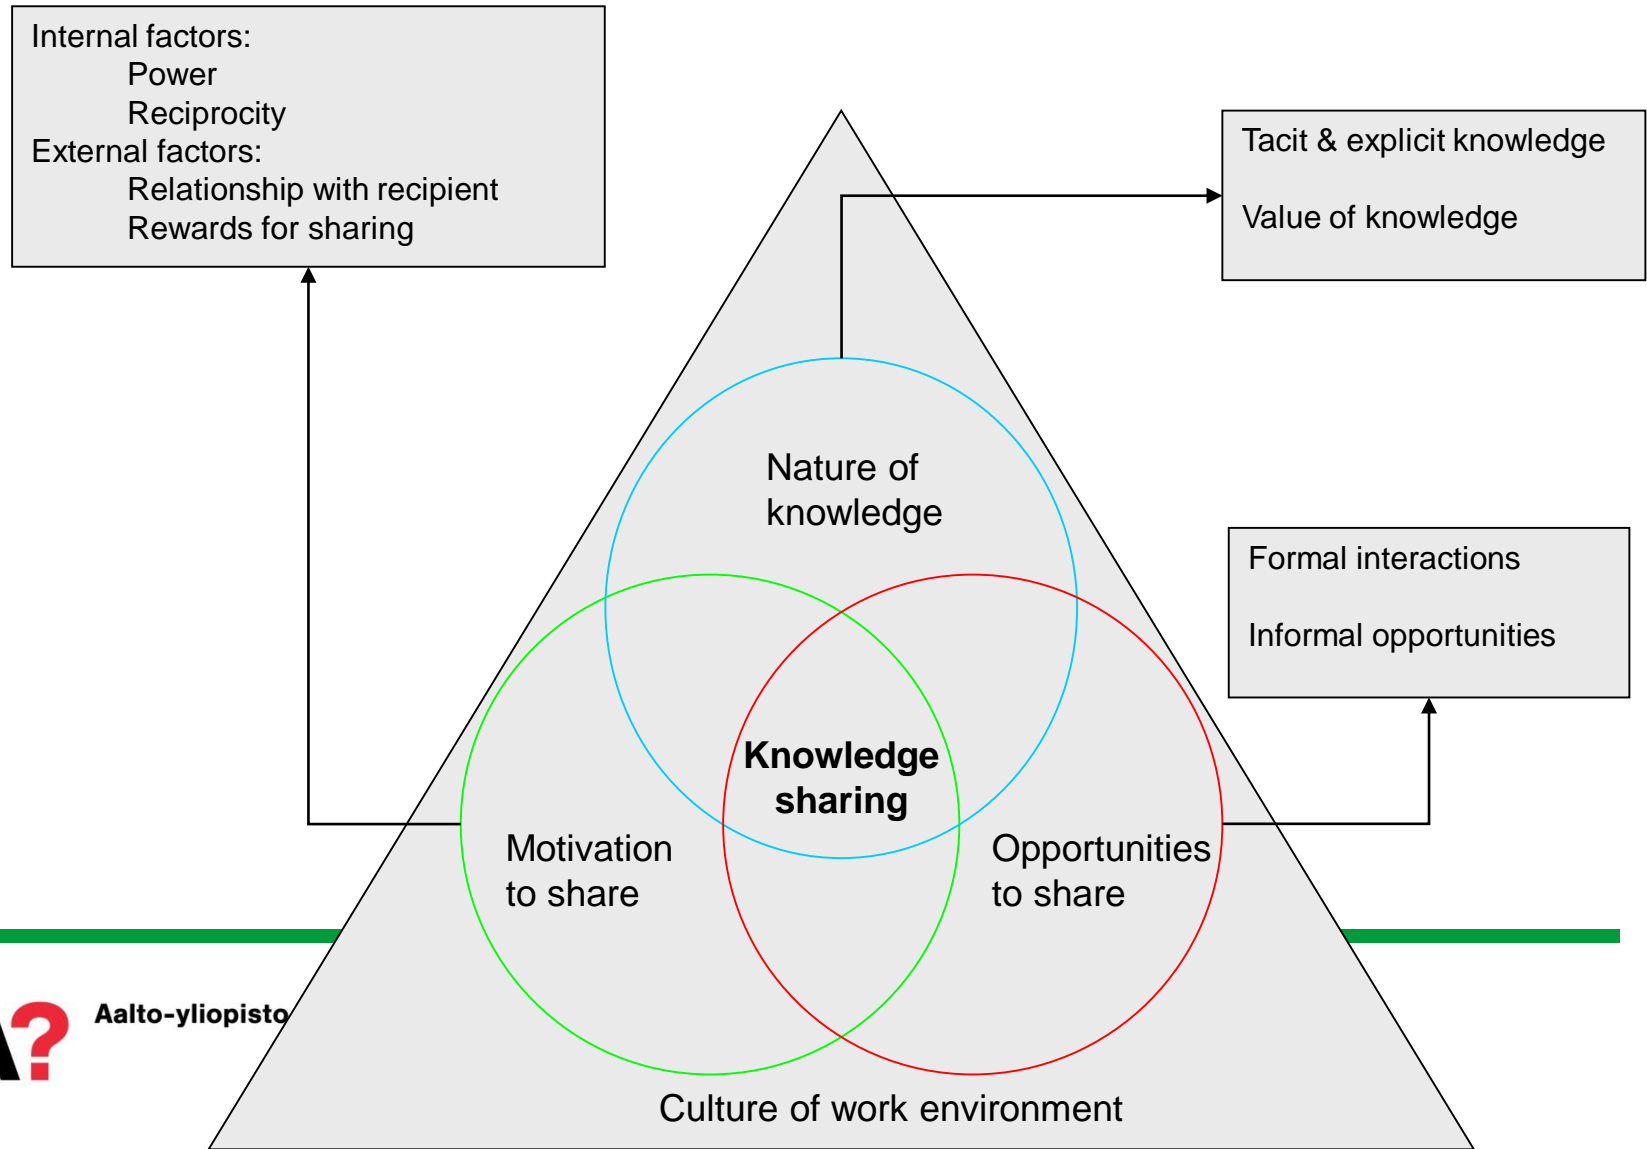 Internal factors:
Power
Reciprocity
External factors:
Relationship with recipient
Rewards for sharing
Tacit & explicit knowledge
Value of knowledge
Nature of
knowledge
Formal interactions
Informal opportunities
Knowledge
sharing
Motivation
to share
Opportunities
to share
A? Aalto-yliopisto
Culture of work environment